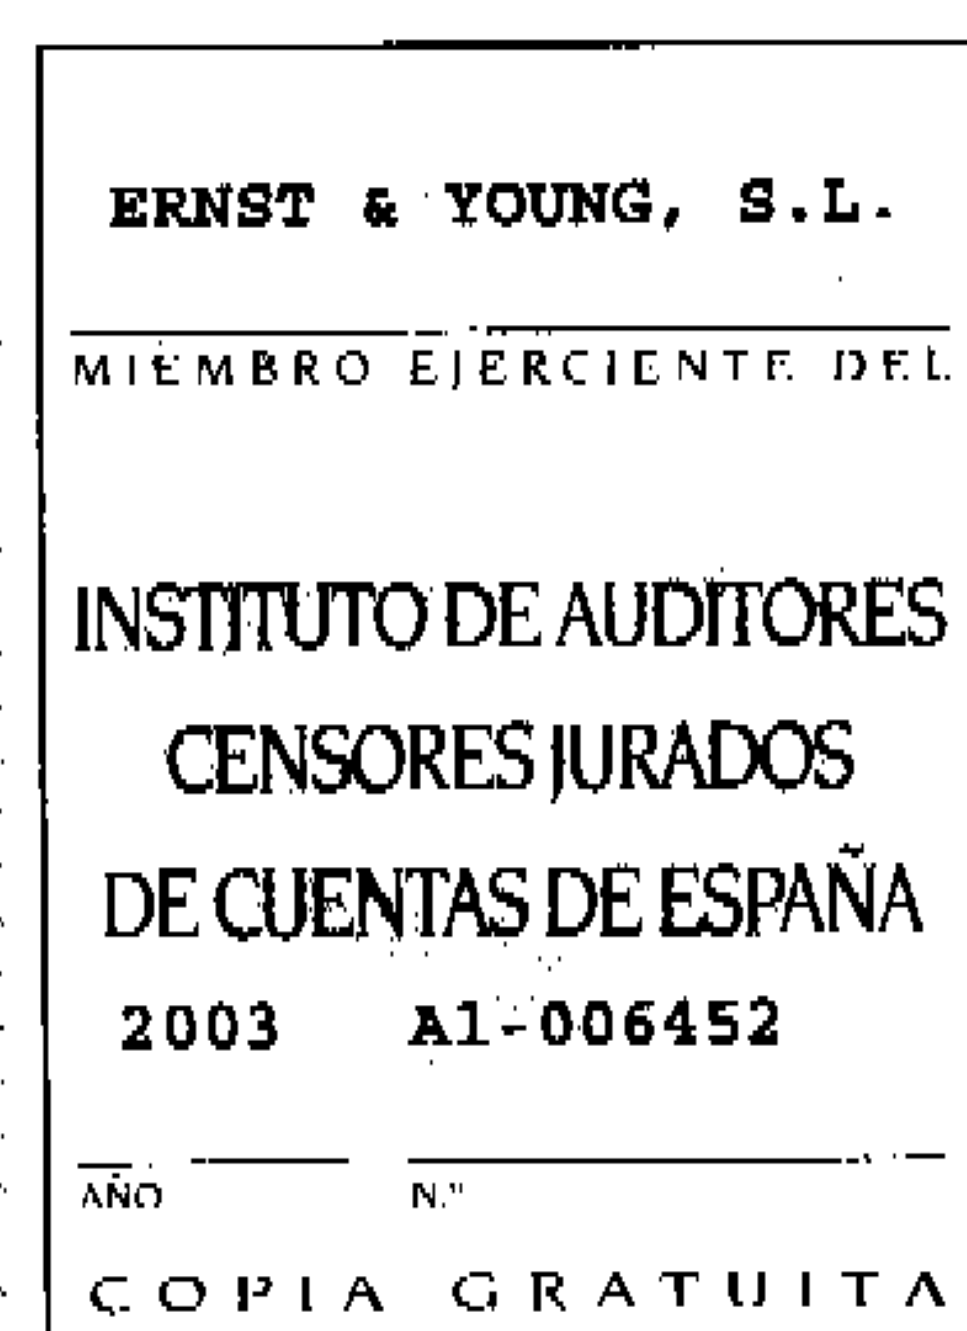 ERNST & YOUNG, S.L.
MIEMBRO EJERCIENTE DEL
INSTITUTO DE AUDITORES
CENSORES JURADOS
DE CUENTAS DE ESPAÑA
2003 A1-006452
AÑO N.º
COPIA GRATUITA